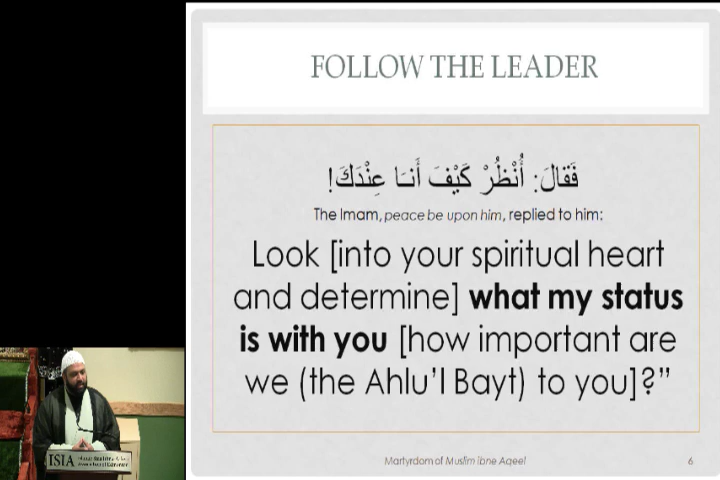 FOLLOW THE LEADER
فَقَالَ: أُنْظُرْ كَيْفَ أَنَا عِنْدَكَ!
The Imam, peace be upon him, replied to him:
Look [into your spiritual heart
and determine] what my status
is with you [how important are
we (the Ahlu'l Bayt) to you]?”
Martyrdom of Muslim ibne Aqeel
6
ISIA